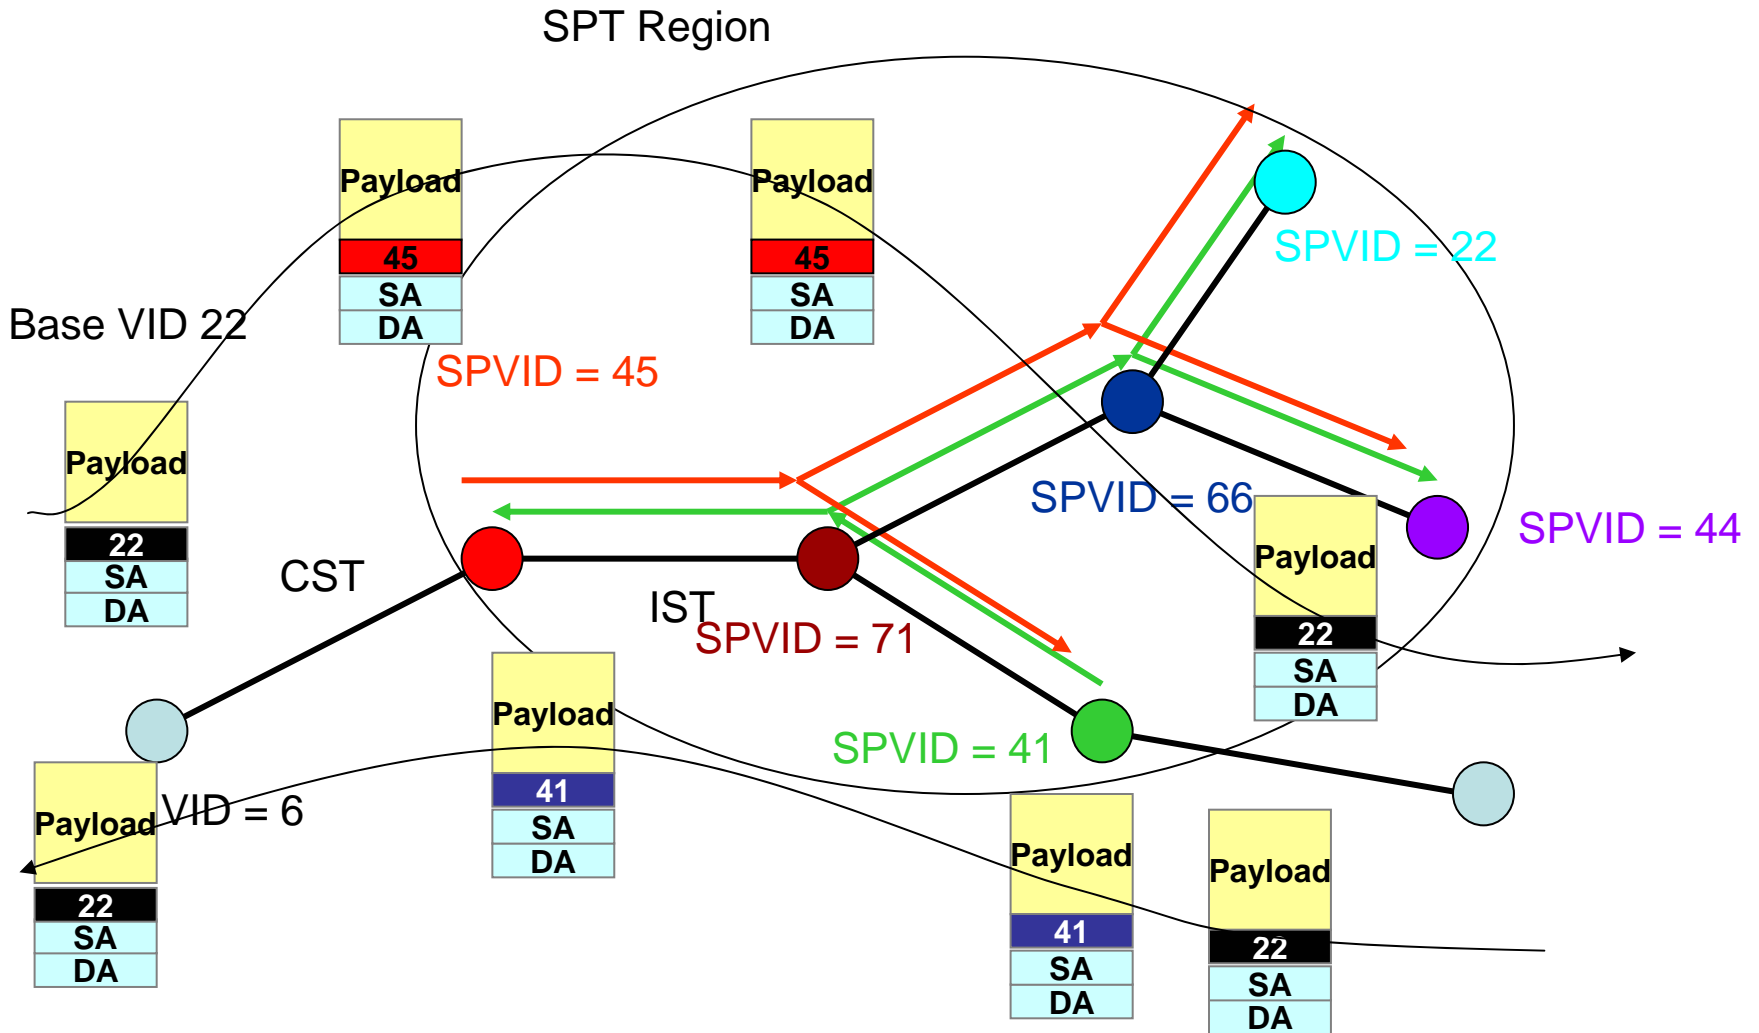 SPT Region
Payload
45
SA
DA
Payload
45
SA
DA
SPVID = 22
Base VID 22
SPVID = 45
Payload
22
SA
DA
SPVID = 66
SPVID = 44
Payload
22
SA
DA
CST
IST
SPVID = 71
Payload
41
SA
DA
SPVID = 41
Payload
22
SA
DA
VID = 6
Payload
41
SA
DA
Payload
22
SA
DA